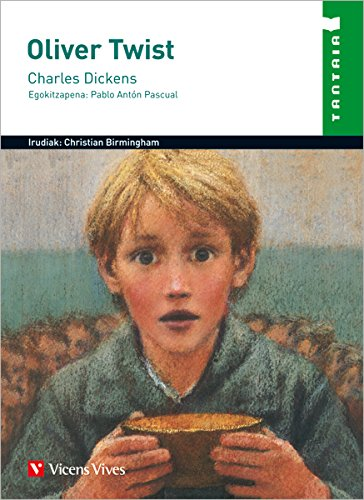 Oliver Twist
Charles Dickens
Egokitzapena: Pablo Antón Pascual
TANTAIA
Irudiak: Christian Birmingham
Vicens Vives